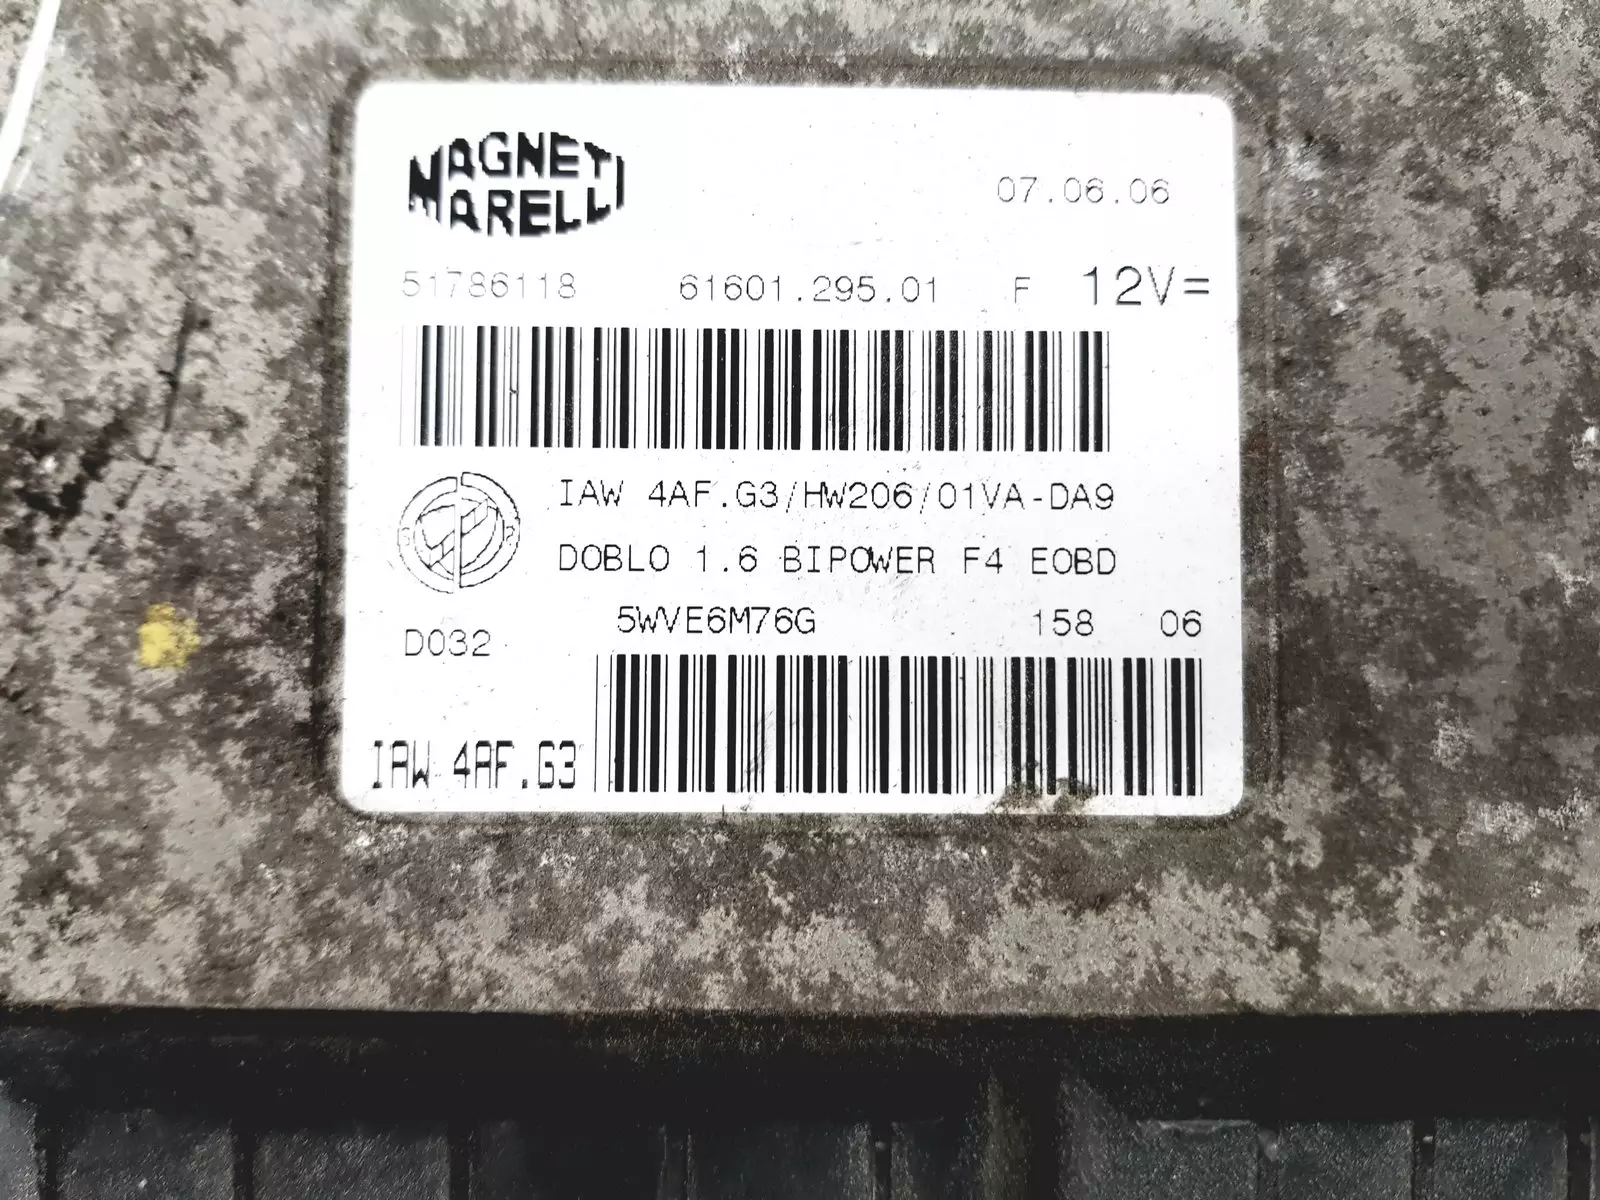 MAGNETI
MARELLI
07.06.06
51786118 61601.295.01 F 12V=
IAW 4AF.G3/HW206/01VA-DA9
DOBLO 1.6 BIPOWER F4 EOBD
D032 5WVE6M76G 158 06
IAW 4AF.G3